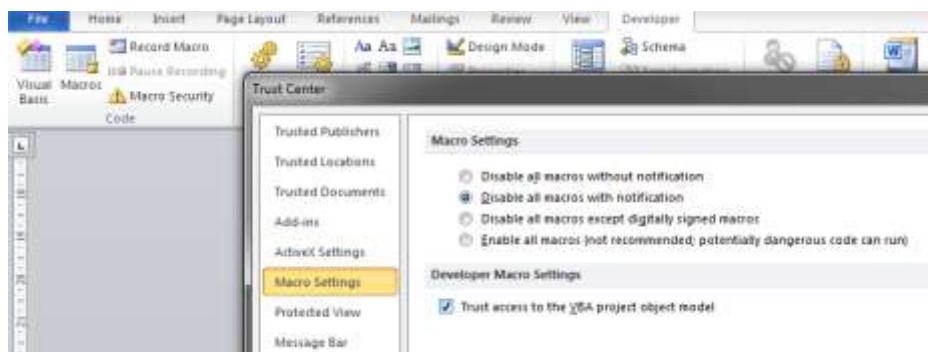 File Home Insert Page Layout References Mailings Review View Developer
Record Macro
Pause Recording
Macro Security
Visual Basic
Macros
Code
Aa Aa
Design Mode
Schema
Trust Center
Trusted Publishers
Trusted Locations
Trusted Documents
Add-ins
ActiveX Settings
Macro Settings
Protected View
Message Bar
Macro Settings
Disable all macros without notification
Disable all macros with notification
Disable all macros except digitally signed macros
Enable all macros (not recommended; potentially dangerous code can run)
Developer Macro Settings
Trust access to the VBA project object model